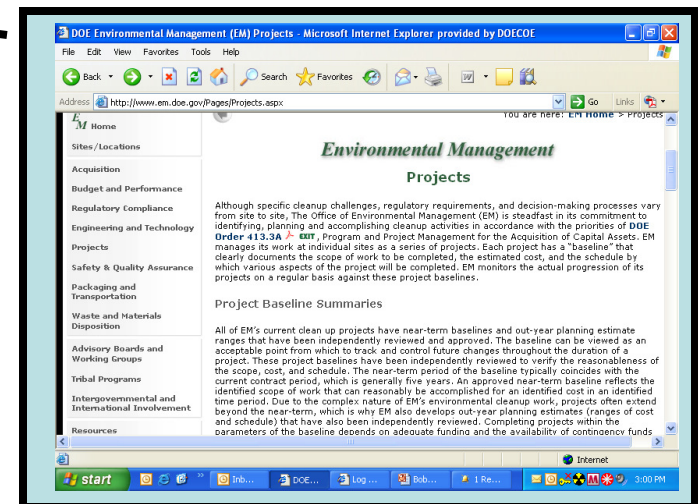 DOE Environmental Management (EM) Projects - Microsoft Internet Explorer provided by DOECOE
File Edit View Favorites Tools Help
Back Search Favorites
Address http://www.em.doe.gov/Pages/Projects.aspx Go Links
EM Home
You are here: EM Home > Projects
Sites/Locations
Acquisition
Budget and Performance
Regulatory Compliance
Engineering and Technology
Projects
Safety & Quality Assurance
Packaging and
Transportation
Waste and Materials
Disposition
Advisory Boards and
Working Groups
Tribal Programs
Intergovernmental and
International Involvement
Resources
Environmental Management
Projects
Although specific cleanup challenges, regulatory requirements, and decision-making processes vary
from site to site, The Office of Environmental Management (EM) is steadfast in its commitment to
identifying, planning and accomplishing cleanup activities in accordance with the priorities of DOE
Order 413.3A EXIT, Program and Project Management for the Acquisition of Capital Assets. EM
manages its work at individual sites as a series of projects. Each project has a "baseline" that
clearly documents the scope of work to be completed, the estimated cost, and the schedule by
which various aspects of the project will be completed. EM monitors the actual progression of its
projects on a regular basis against these project baselines.
Project Baseline Summaries
All of EM's current clean up projects have near-term baselines and out-year planning estimate
ranges that have been independently reviewed and approved. The baseline can be viewed as an
acceptable point from which to track and control future changes throughout the duration of a
project. These project baselines have been independently reviewed to verify the reasonableness of
the scope, cost, and schedule. The near-term period of the baseline typically coincides with the
current contract period, which is generally five years. An approved near-term baseline reflects the
identified scope of work that can reasonably be accomplished for an identified cost in an identified
time period. Due to the complex nature of EM's environmental cleanup work, projects often extend
beyond the near-term, which is why EM also develops out-year planning estimates (ranges of cost
and schedule) that have also been independently reviewed. Completing projects within the
parameters of the baseline depends on adequate funding and the availability of contingency funds
Internet
start Inb... DOE... Log ... Bob... 1 Re... 3:00 PM